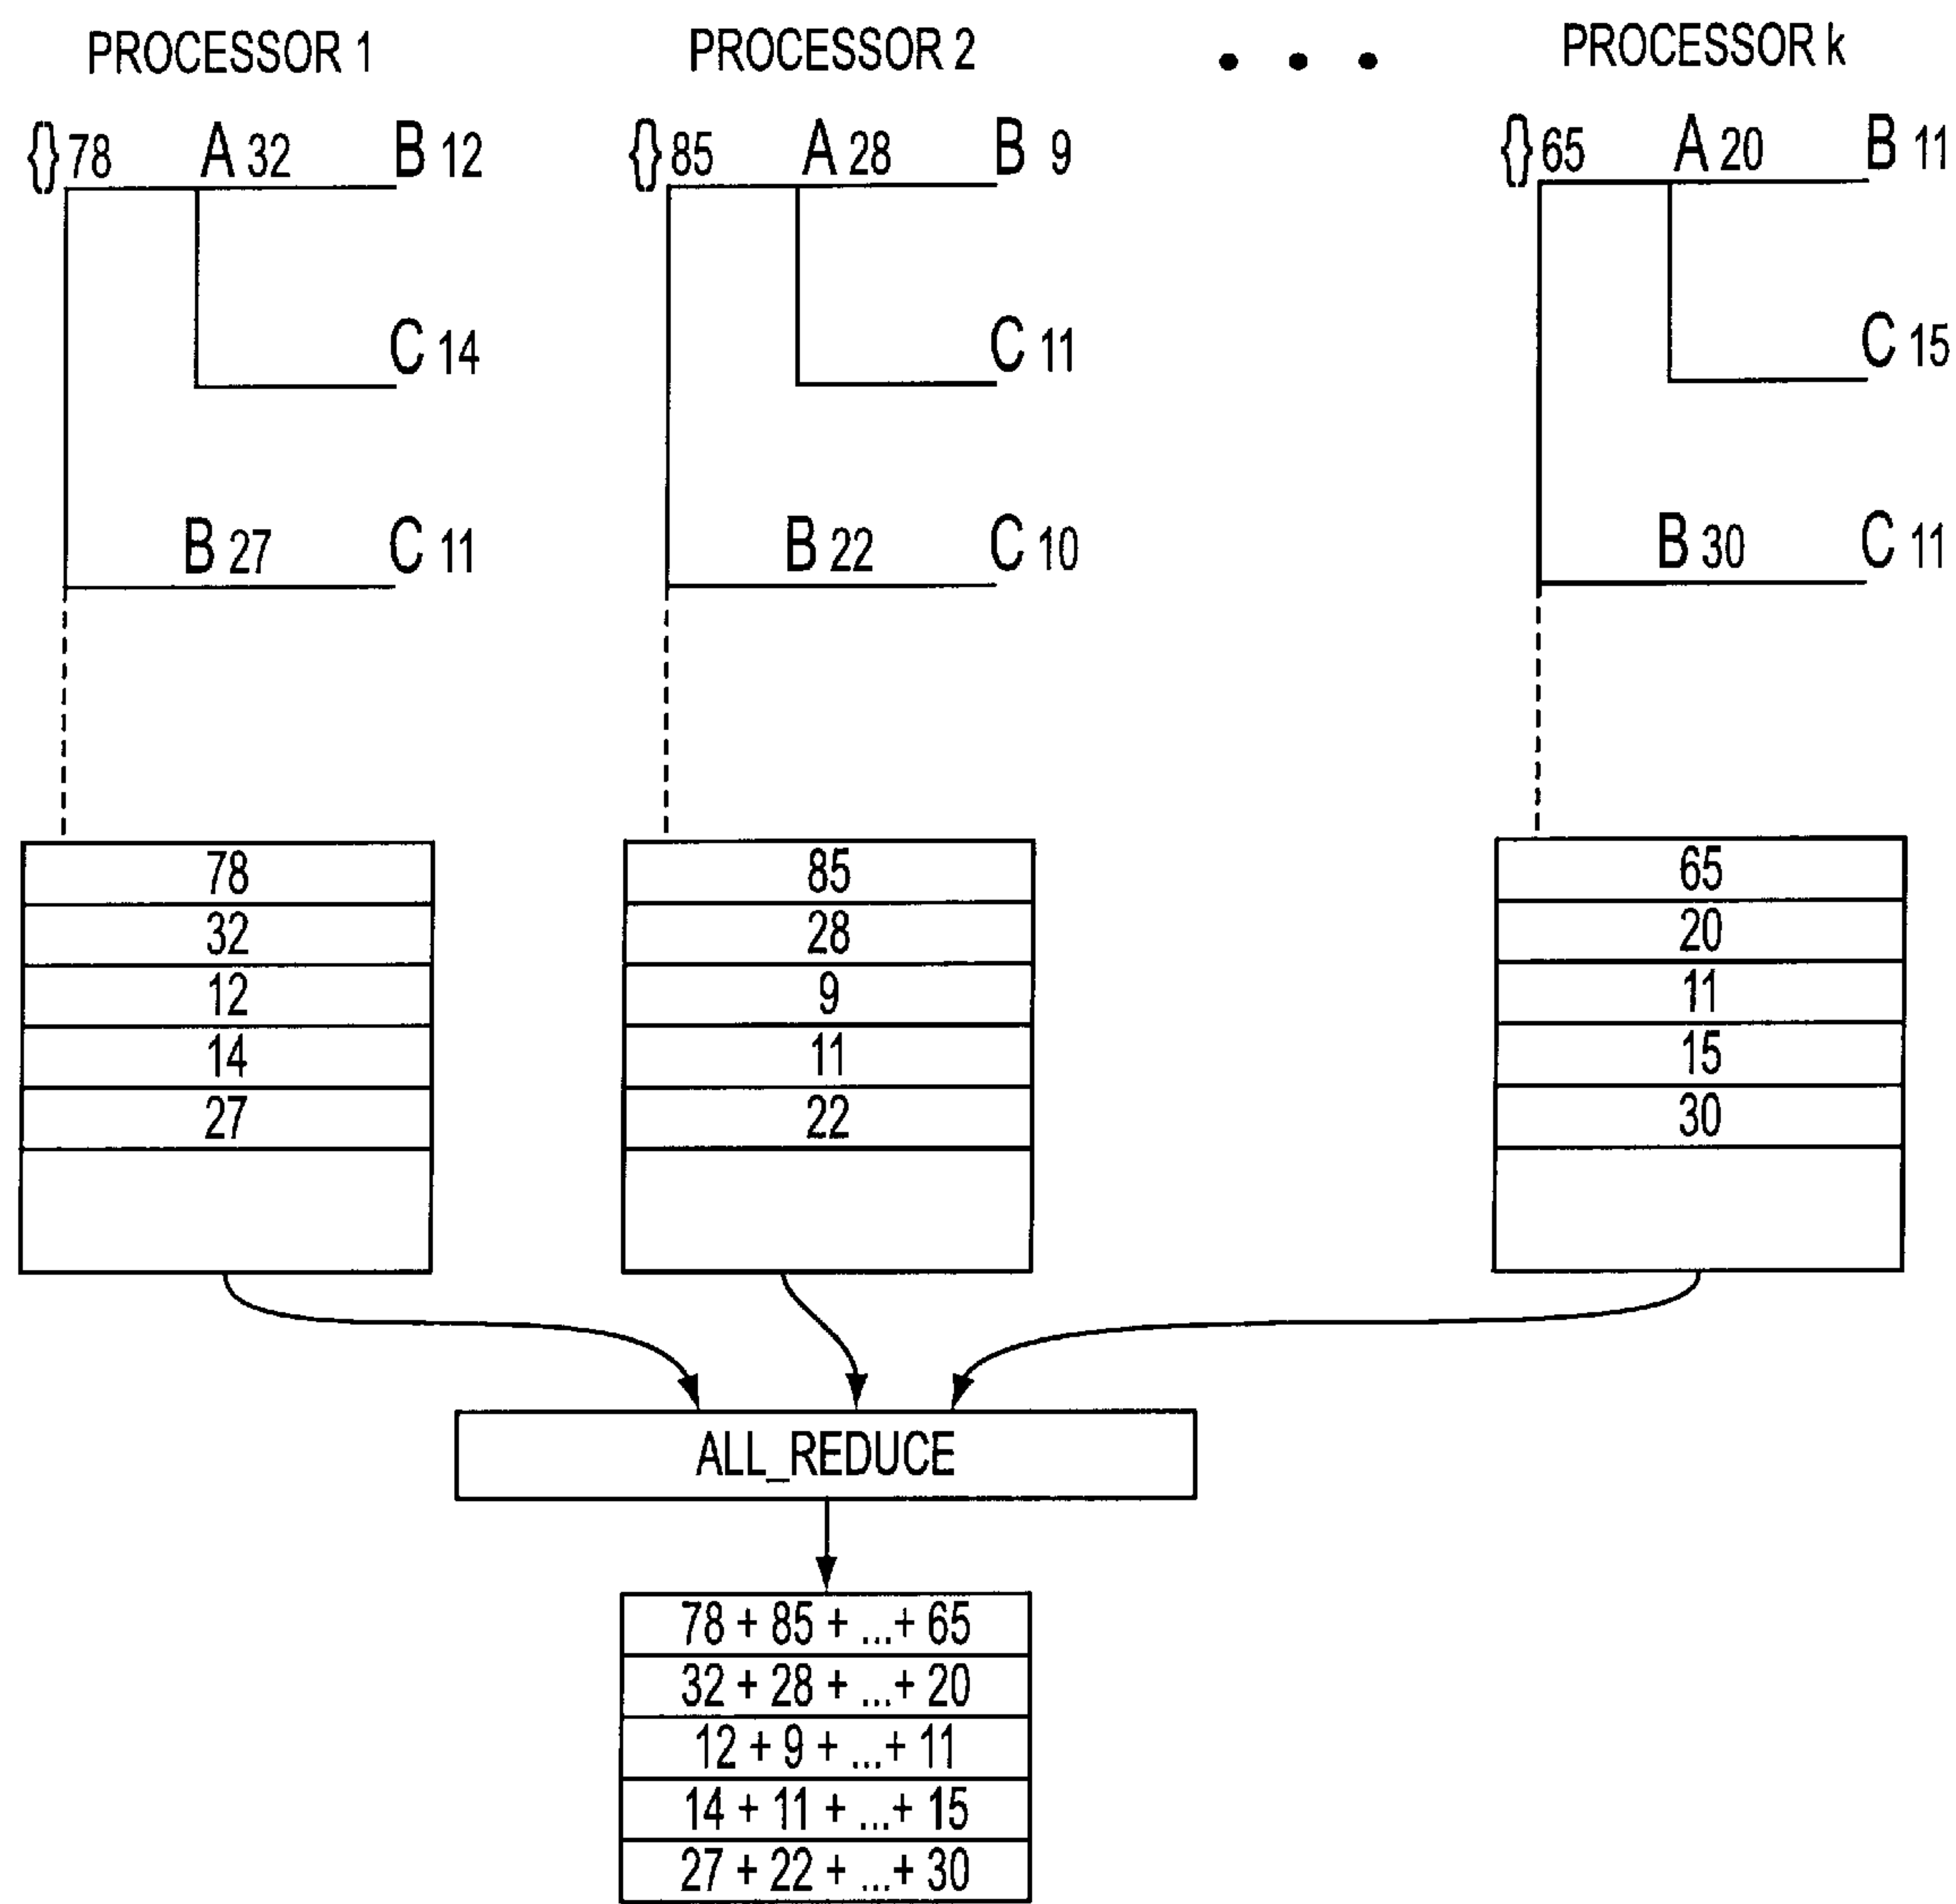 PROCESSOR 1 PROCESSOR 2 • • • PROCESSOR k
{} 78 A 32 B 12 {} 85 A 28 B 9 {} 65 A 20 B 11
C 14 C 11 C 15
B 27 C 11 B 22 C 10 B 30 C 11
78 85 65
32 28 20
12 9 11
14 11 15
27 22 30
ALL_REDUCE
78 + 85 + ...+ 65
32 + 28 + ...+ 20
12 + 9 + ...+ 11
14 + 11 + ...+ 15
27 + 22 + ...+ 30